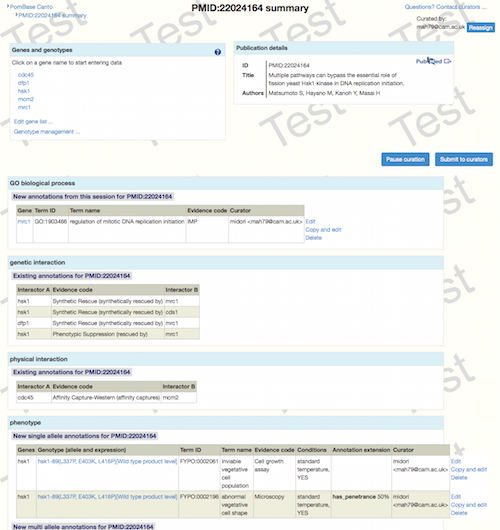 PomBase Canto
PMID:22024164 summary
PMID:22024164 summary
Questions? Contact curators ...
Curated by:
mah79@cam.ac.uk Reassign
Genes and genotypes
?
Click on a gene name to start entering data
cdc45
dfp1
hsk1
mcm2
mrc1
Edit gene list ...
Genotype management ...
Publication details
PubMed
ID PMID:22024164
Title Multiple pathways can bypass the essential role of
fission yeast Hsk1 kinase in DNA replication initiation.
Authors Matsumoto S, Hayano M, Kanoh Y, Masai H
Pause curation Submit to curators
GO biological process
New annotations from this session for PMID:22024164
Gene Term ID Term name Evidence code Curator
mrc1 GO:1903466 regulation of mitotic DNA replication initiation IMP midori <mah79@cam.ac.uk> Edit
Copy and edit
Delete
genetic interaction
Existing annotations for PMID:22024164
Interactor A Evidence code Interactor B
hsk1 Synthetic Rescue (synthetically rescued by) mrc1
hsk1 Synthetic Rescue (synthetically rescued by) cds1
dfp1 Synthetic Rescue (synthetically rescued by) mrc1
hsk1 Phenotypic Suppression (rescued by) mrc1
physical interaction
Existing annotations for PMID:22024164
Interactor A Evidence code Interactor B
cdc45 Affinity Capture-Western (affinity captures) mcm2
phenotype
New single allele annotations for PMID:22024164
Genes Genotype (allele and expression) Term ID Term name Evidence code Conditions Annotation extension Curator
hsk1 hsk1-89(L337P, E403K, L416P)[Wild type product level] FYPO:0002061 inviable vegetative cell population Cell growth assay standard temperature, YES midori <mah79@cam.ac.uk> Edit
Copy and edit
Delete
hsk1 hsk1-89(L337P, E403K, L416P)[Wild type product level] FYPO:0002196 abnormal vegetative cell shape Microscopy standard temperature, YES has_penetrance 50% midori <mah79@cam.ac.uk> Edit
Copy and edit
Delete
New multi allele annotations for PMID:22024164
Test
Test
Test
Test
Test
Test
Test